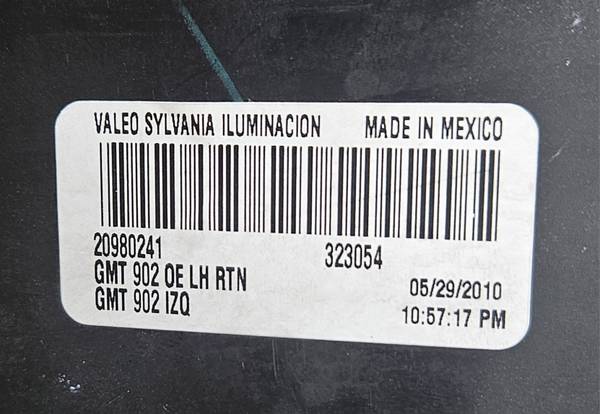 VALEO SYLVANIA ILUMINACION MADE IN MEXICO
20980241 323054
GMT 902 OE LH RTN 05/29/2010
GMT 902 IZQ 10:57:17 PM